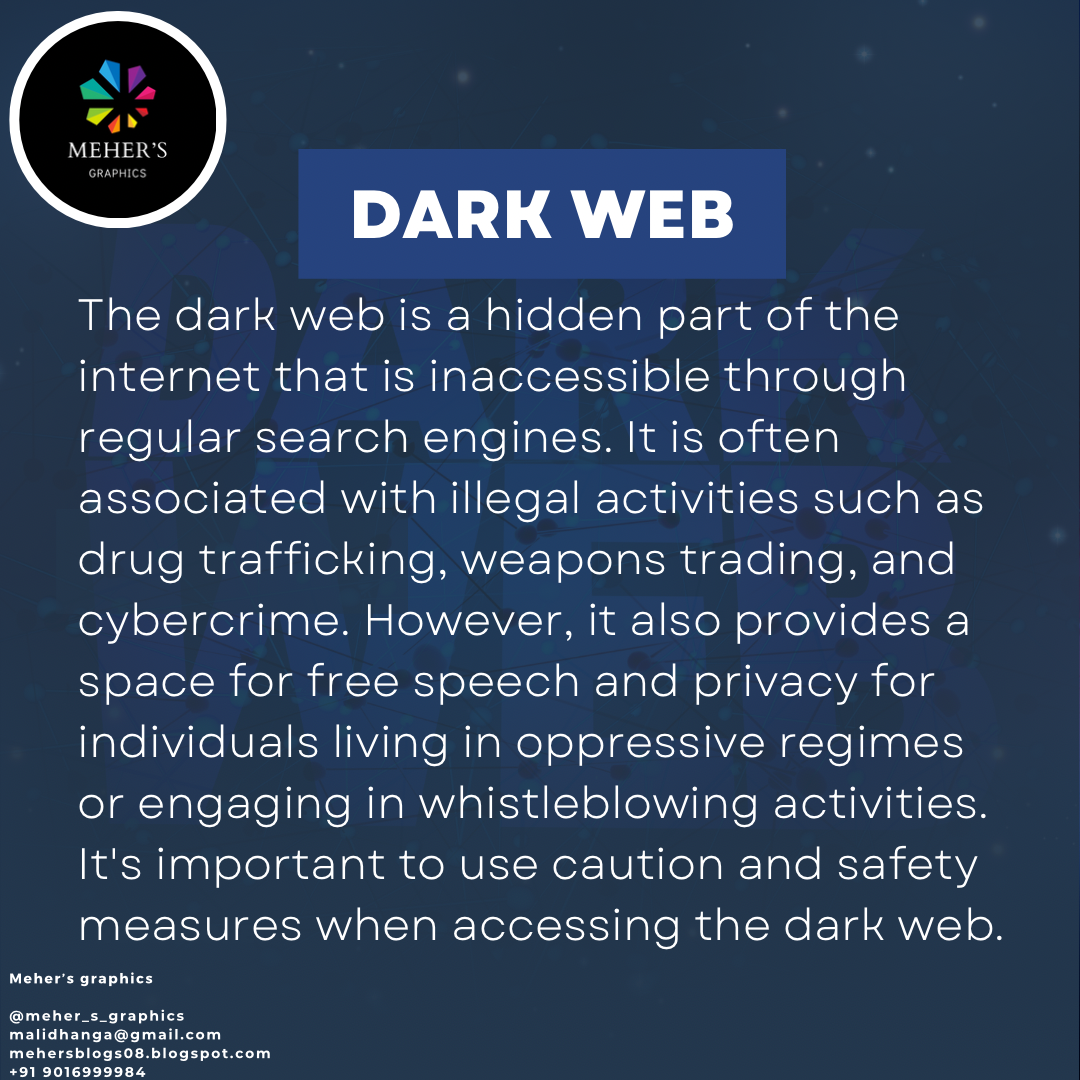 MEHER'S
GRAPHICS
DARK WEB
The dark web is a hidden part of the
internet that is inaccessible through
regular search engines. It is often
associated with illegal activities such as
drug trafficking, weapons trading, and
cybercrime. However, it also provides a
space for free speech and privacy for
individuals living in oppressive regimes
or engaging in whistleblowing activities.
It's important to use caution and safety
measures when accessing the dark web.
DARK
WEB
Meher's graphics
@meher_s_graphics
malidhanga@gmail.com
mehersblogs08.blogspot.com
+91 9016999984